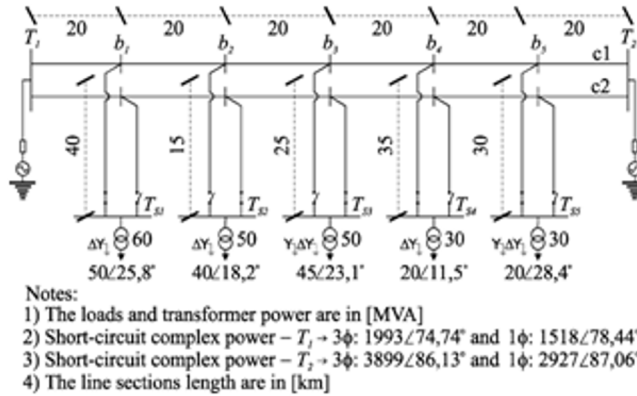 20 20 20 20 20 20
T1 b1 b2 b3 b4 b5 T2
c1
c2
40 15 25 35 30
TS1 TS2 TS3 TS4 TS5
ΔY 60 ΔY 50 Y Δ Y 50 ΔY 30 Y Δ Y 30
50∠25,8° 40∠18,2° 45∠23,1° 20∠11,5° 20∠28,4°
Notes:
1) The loads and transformer power are in [MVA]
2) Short-circuit complex power – T1 → 3ϕ: 1993∠74,74° and 1ϕ: 1518∠78,44°
3) Short-circuit complex power – T2 → 3ϕ: 3899∠86,13° and 1ϕ: 2927∠87,06°
4) The line sections length are in [km]